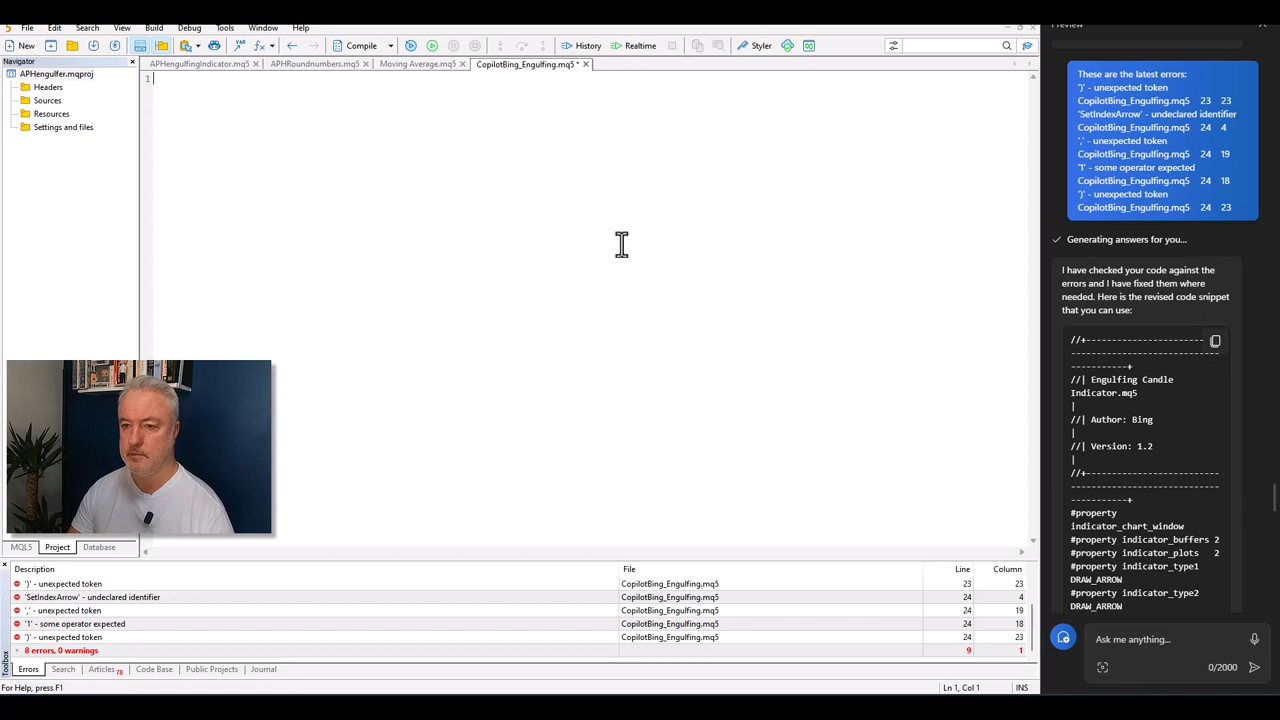 File Edit Search View Build Debug Tools Window Help
New Compile History Realtime Styler
Navigator
APHengulfer.mqproj
Headers
Sources
Resources
Settings and files
MQL5 Project Database
APHengulfingIndicator.mq5 APHRoundnumbers.mq5 Moving Average.mq5 CopilotBing_Engulfing.mq5 *
1
Description File Line Column
')' - unexpected token CopilotBing_Engulfing.mq5 23 23
'SetIndexArrow' - undeclared identifier CopilotBing_Engulfing.mq5 24 4
',' - unexpected token CopilotBing_Engulfing.mq5 24 19
'1' - some operator expected CopilotBing_Engulfing.mq5 24 18
')' - unexpected token CopilotBing_Engulfing.mq5 24 23
8 errors, 0 warnings 9 1
Toolbox
Errors Search Articles 78 Code Base Public Projects Journal
For Help, press F1 Ln 1, Col 1 INS
These are the latest errors:
')' - unexpected token
CopilotBing_Engulfing.mq5 23 23
'SetIndexArrow' - undeclared identifier
CopilotBing_Engulfing.mq5 24 4
',' - unexpected token
CopilotBing_Engulfing.mq5 24 19
'1' - some operator expected
CopilotBing_Engulfing.mq5 24 18
')' - unexpected token
CopilotBing_Engulfing.mq5 24 23
Generating answers for you...
I have checked your code against the
errors and I have fixed them where
needed. Here is the revised code snippet
that you can use:
//+-----------------------
-----------------------------
-----------+
//| Engulfing Candle
Indicator.mq5
|
//| Author: Bing
|
//| Version: 1.2
|
//+--------------------------
-----------------------------
-----------+
#property
indicator_chart_window
#property indicator_buffers 2
#property indicator_plots 2
#property indicator_type1
DRAW_ARROW
#property indicator_type2
DRAW_ARROW
Ask me anything...
0/2000